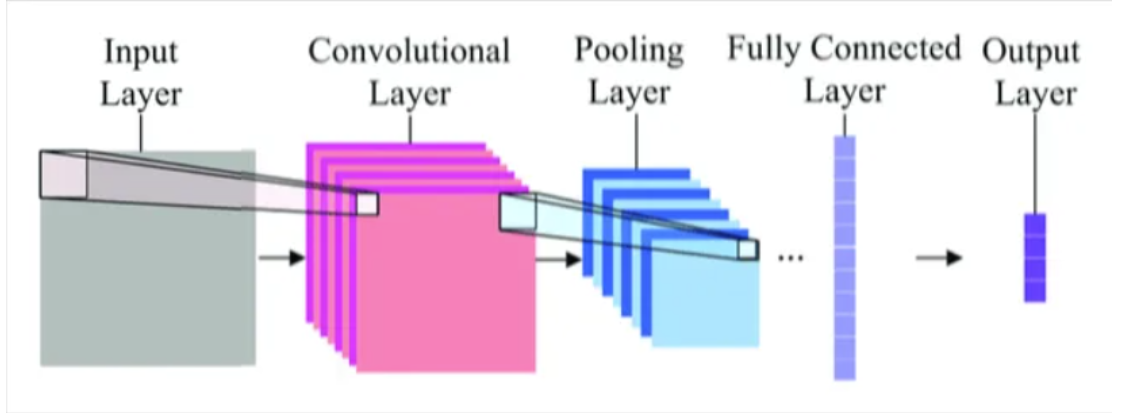 Input
Layer
Convolutional
Layer
Pooling
Layer
Fully Connected
Layer
Output
Layer
...